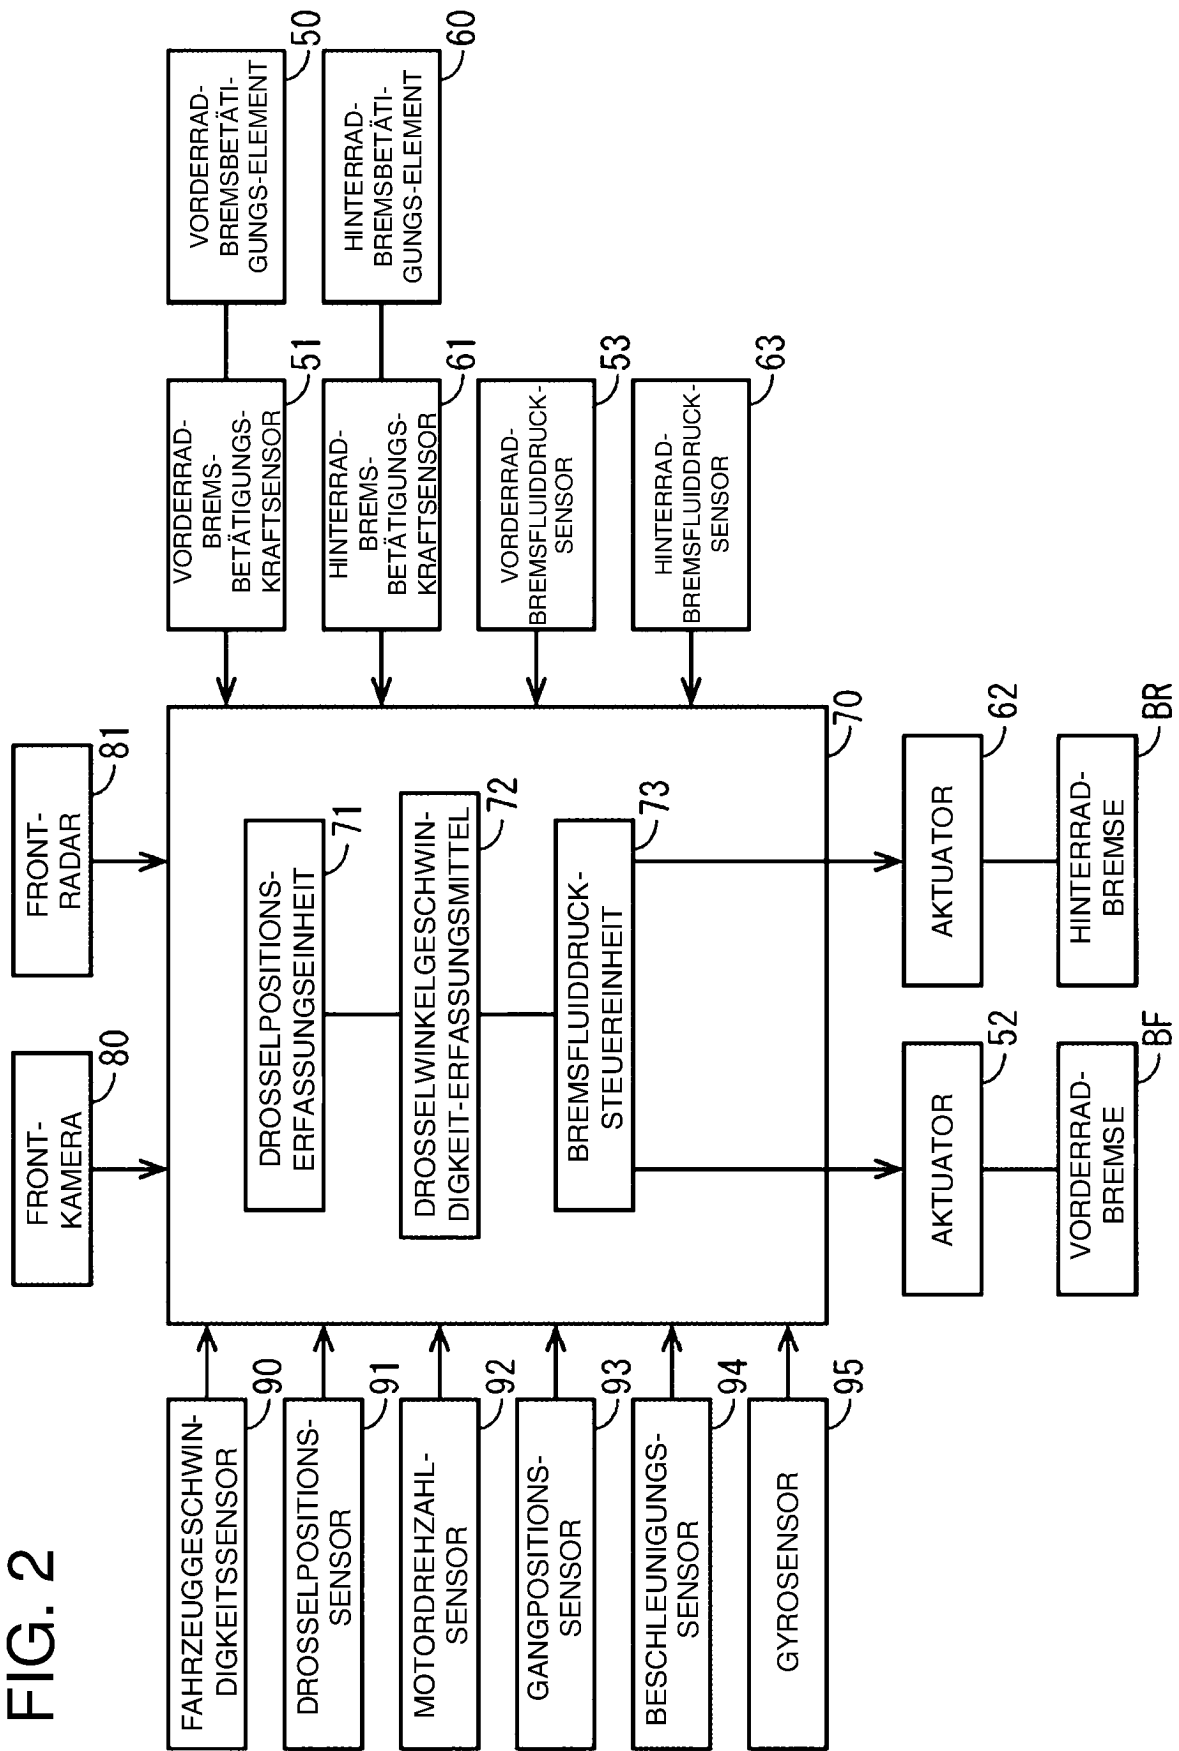 FIG. 2
FRONT-
KAMERA
80
FRONT-
RADAR
81
FAHRZEUGGESCHWIN-
DIGKEITSSENSOR
90
DROSSELPOSITIONS-
SENSOR
91
MOTORDREHZAHL-
SENSOR
92
GANGPOSITIONS-
SENSOR
93
BESCHLEUNIGUNGS-
SENSOR
94
GYROSENSOR
95
DROSSELPOSITIONS-
ERFASSUNGSEINHEIT
71
DROSSELWINKELGESCHWIN-
DIGKEIT-ERFASSUNGSMITTEL
72
BREMSFLUIDDRUCK-
STEUEREINHEIT
73
70
VORDERRAD-
BREMS-
BETÄTIGUNGS-
KRAFTSENSOR
51
VORDERRAD-
BREMSBETÄTI-
GUNGS-ELEMENT
50
HINTERRAD-
BREMS-
BETÄTIGUNGS-
KRAFTSENSOR
61
HINTERRAD-
BREMSBETÄTI-
GUNGS-ELEMENT
60
VORDERRAD-
BREMSFLUIDDRUCK-
SENSOR
53
HINTERRAD-
BREMSFLUIDDRUCK-
SENSOR
63
AKTUATOR
52
AKTUATOR
62
VORDERRAD-
BREMSE
BF
HINTERRAD-
BREMSE
BR